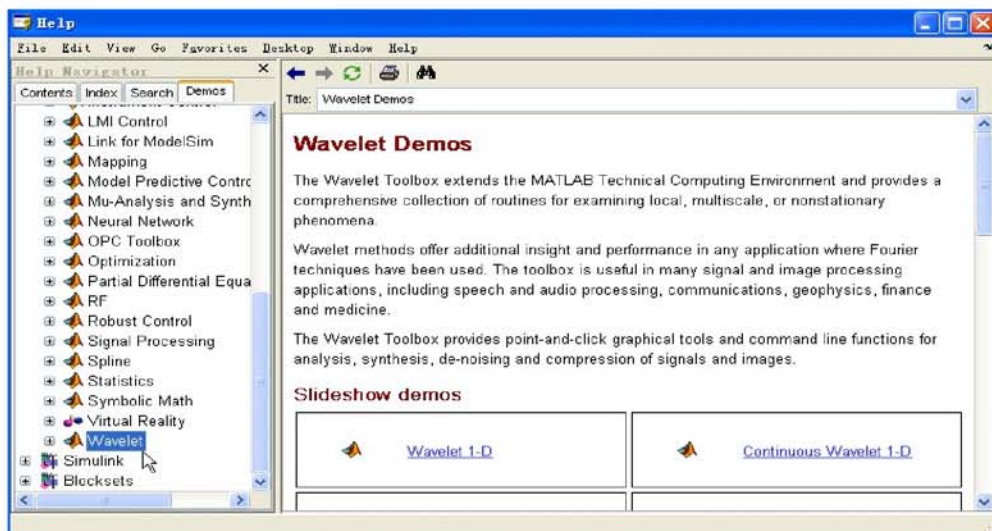 Help
File Edit View Go Favorites Desktop Window Help
Help Navigator
Contents Index Search Demos
LMI Control
Link for ModelSim
Mapping
Model Predictive Contro
Mu-Analysis and Synth
Neural Network
OPC Toolbox
Optimization
Partial Differential Equa
RF
Robust Control
Signal Processing
Spline
Statistics
Symbolic Math
Virtual Reality
Wavelet
Simulink
Blocksets
Title: Wavelet Demos
Wavelet Demos
The Wavelet Toolbox extends the MATLAB Technical Computing Environment and provides a
comprehensive collection of routines for examining local, multiscale, or nonstationary
phenomena.
Wavelet methods offer additional insight and performance in any application where Fourier
techniques have been used. The toolbox is useful in many signal and image processing
applications, including speech and audio processing, communications, geophysics, finance
and medicine.
The Wavelet Toolbox provides point-and-click graphical tools and command line functions for
analysis, synthesis, de-noising and compression of signals and images.
Slideshow demos
Wavelet 1-D
Continuous Wavelet 1-D